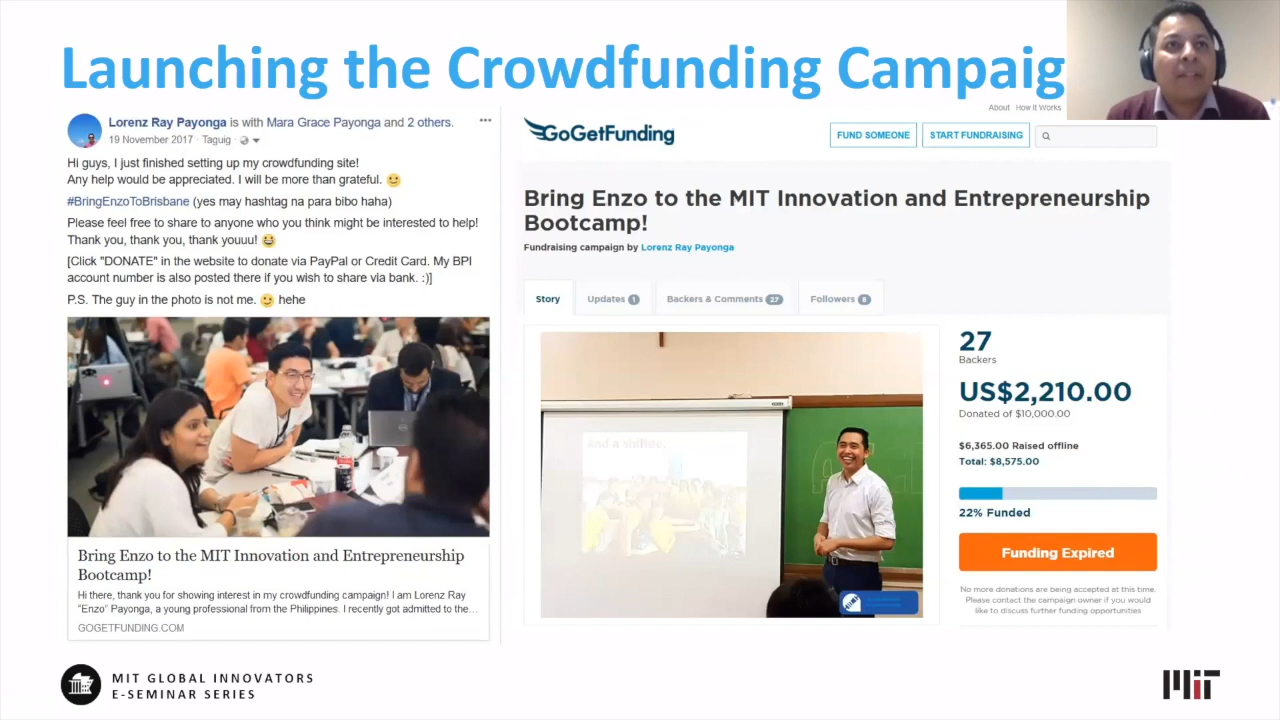 Launching the Crowdfunding Campaig
Lorenz Ray Payonga is with Mara Grace Payonga and 2 others.
19 November 2017 · Taguig ·
Hi guys, I just finished setting up my crowdfunding site!
Any help would be appreciated. I will be more than grateful.
#BringEnzoToBrisbane (yes may hashtag na para bibo haha)
Please feel free to share to anyone who you think might be interested to help!
Thank you, thank you, thank youuu!
[Click "DONATE" in the website to donate via PayPal or Credit Card. My BPI
account number is also posted there if you wish to share via bank. :)]
P.S. The guy in the photo is not me. hehe
Bring Enzo to the MIT Innovation and Entrepreneurship
Bootcamp!
Hi there, thank you for showing interest in my crowdfunding campaign! I am Lorenz Ray
"Enzo" Payonga, a young professional from the Philippines. I recently got admitted to the...
GOGETFUNDING.COM
About How it Works
GoGetFunding
FUND SOMEONE
START FUNDRAISING
Bring Enzo to the MIT Innovation and Entrepreneurship
Bootcamp!
Fundraising campaign by Lorenz Ray Payonga
Story
Updates 1
Backers & Comments 27
Followers 6
and a sixfee.
27
Backers
US$2,210.00
Donated of $10,000.00
$6,365.00 Raised offline
Total: $8,575.00
22% Funded
Funding Expired
No more donations are being accepted at this time.
Please contact the campaign owner if you would
like to discuss further funding opportunities
MIT GLOBAL INNOVATORS
E-SEMINAR SERIES
MIT